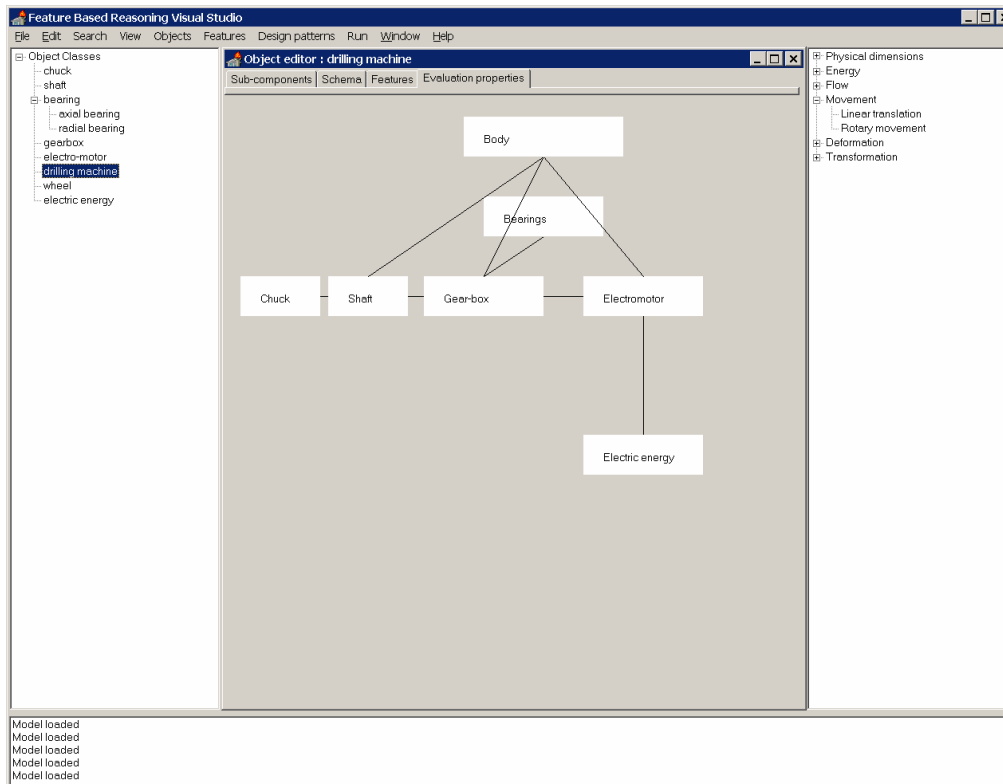 Feature Based Reasoning Visual Studio
File Edit Search View Objects Features Design patterns Run Window Help
Object Classes
chuck
shaft
bearing
axial bearing
radial bearing
gearbox
electro-motor
drilling machine
wheel
electric energy
Object editor : drilling machine
Sub-components Schema Features Evaluation properties
Body
Bearings
Chuck Shaft Gear-box Electromotor
Electric energy
Physical dimensions
Energy
Flow
Movement
Linear translation
Rotary movement
Deformation
Transformation
Model loaded
Model loaded
Model loaded
Model loaded
Model loaded